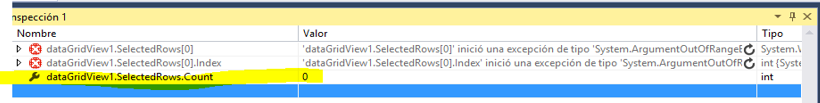 nspección 1
Nombre Valor Tipo
dataGridView1.SelectedRows[0] 'dataGridView1.SelectedRows[0]' inició una excepción de tipo 'System.ArgumentOutOfRangeE System.W
dataGridView1.SelectedRows[0].Index 'dataGridView1.SelectedRows[0].Index' inició una excepción de tipo 'System.ArgumentOutOfR int {System
dataGridView1.SelectedRows.Count 0 int